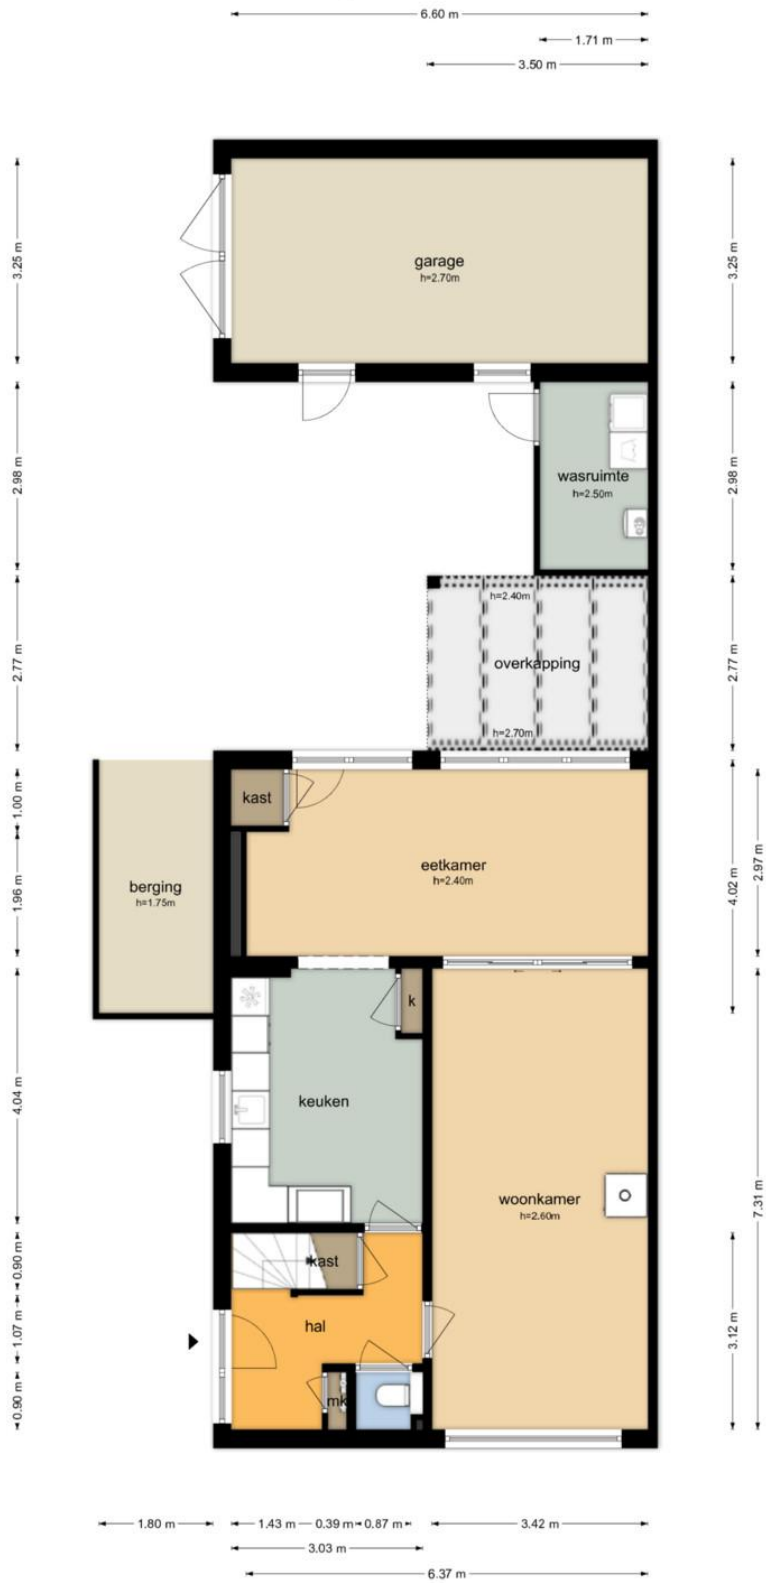 6.60 m
1.71 m
3.50 m
3.25 m
3.25 m
garage
h=2.70m
2.98 m
2.98 m
wasruimte
h=2.50m
h=2.40m
2.77 m
overkapping
2.77 m
h=2.70m
1.00 m
kast
eetkamer
h=2.40m
berging
h=1.75m
1.96 m
4.02 m
2.97 m
k
keuken
4.04 m
woonkamer
h=2.60m
7.31 m
0.90 m
kast
hal
1.07 m
3.12 m
0.90 m
mk
1.80 m
1.43 m
0.39 m
0.87 m
3.42 m
3.03 m
6.37 m